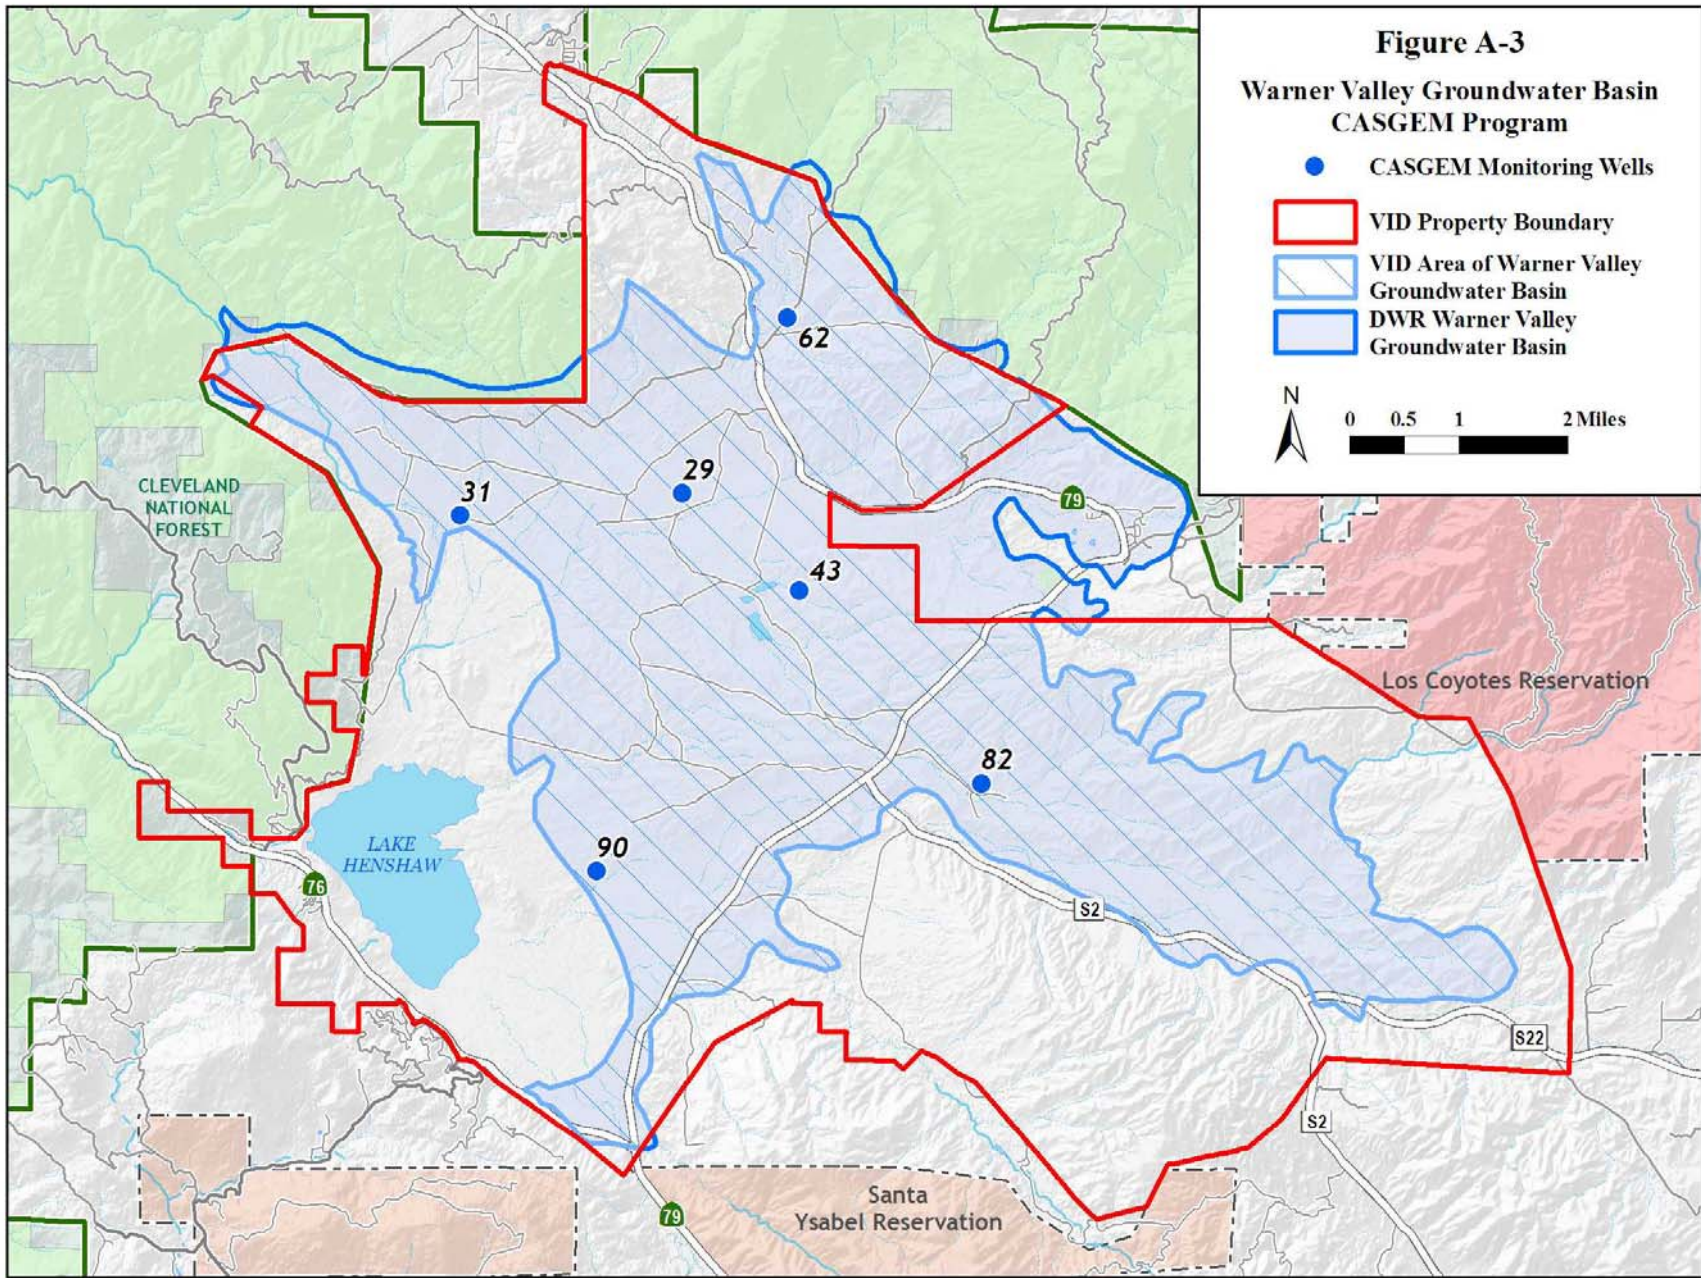 Figure A-3
Warner Valley Groundwater Basin
CASGEM Program
CASGEM Monitoring Wells
VID Property Boundary
VID Area of Warner Valley
Groundwater Basin
DWR Warner Valley
Groundwater Basin
N
0 0.5 1 2 Miles
62
29
31
CLEVELAND
NATIONAL
FOREST
79
43
Los Coyotes Reservation
82
LAKE
HENSHAW
90
76
S2
S22
S2
Santa
Ysabel Reservation
79